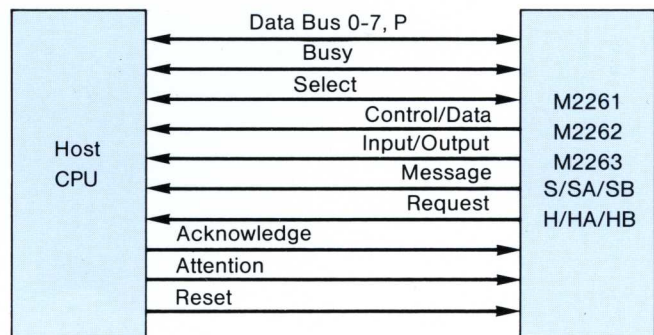 Data Bus 0-7, P
Busy
Select
Control/Data
Input/Output
Message
Request
Acknowledge
Attention
Reset
Host
CPU
M2261
M2262
M2263
S/SA/SB
H/HA/HB